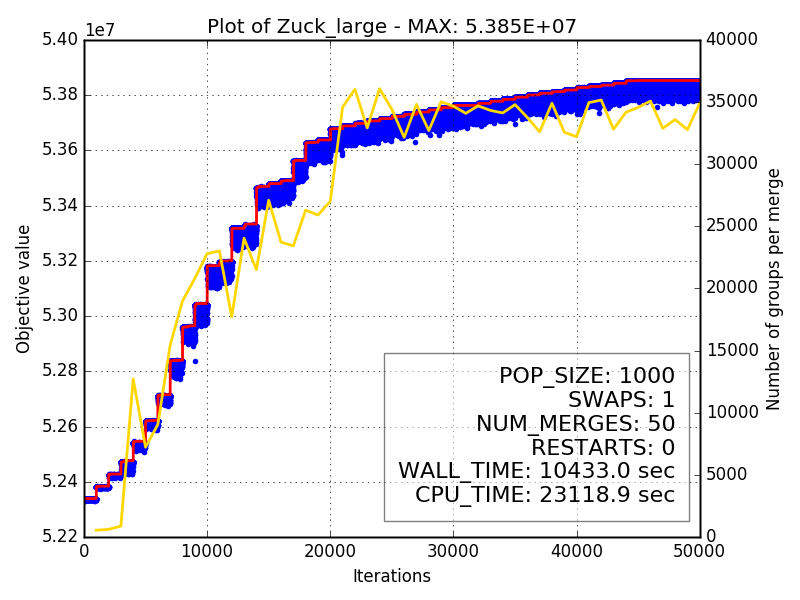 Plot of Zuck_large - MAX: 5.385E+07
1e7
5.40
5.38
5.36
5.34
5.32
5.30
5.28
5.26
5.24
5.22
Objective value
40000
35000
30000
25000
20000
15000
10000
5000
0
Number of groups per merge
POP_SIZE: 1000
SWAPS: 1
NUM_MERGES: 50
RESTARTS: 0
WALL_TIME: 10433.0 sec
CPU_TIME: 23118.9 sec
0 10000 20000 30000 40000 50000
Iterations